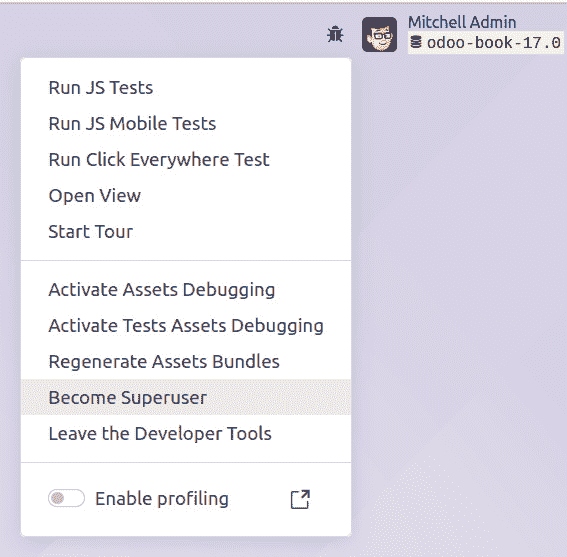 Mitchell Admin
odoo-book-17.0
Run JS Tests
Run JS Mobile Tests
Run Click Everywhere Test
Open View
Start Tour
Activate Assets Debugging
Activate Tests Assets Debugging
Regenerate Assets Bundles
Become Superuser
Leave the Developer Tools
Enable profiling